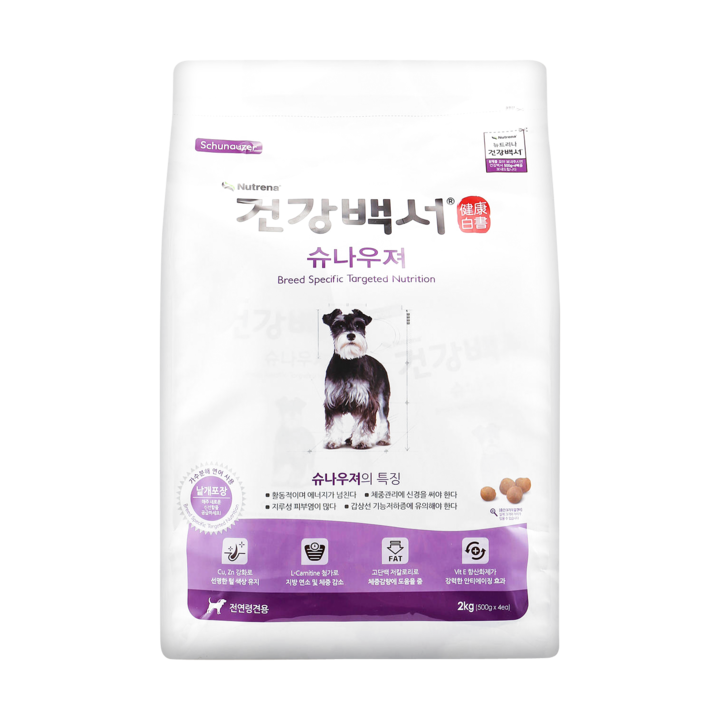 Schunauzer
Nutrena
뉴트리나
건강백서
Nutrena®
건강백서®
健康
白書
슈나우져
Breed Specific Targeted Nutrition
슈나우져의 특징
■ 활동적이며 에너지가 넘친다 ■ 체중관리에 신경을 써야 한다
■ 지루성 피부염이 많다 ■ 갑상선 기능저하증에 유의해야 한다
낱개포장
Breed Specific Targeted
Cu, Zn 강화로
선명한 털 색상 유지
L-Carnitine 첨가로
지방 연소 및 체중 감소
FAT
고단백 저칼로리로
체중감량에 도움을 줌
Vit E 항산화제가
강력한 안티에이징 효과
전연령견용
2kg (500g x 4ea)